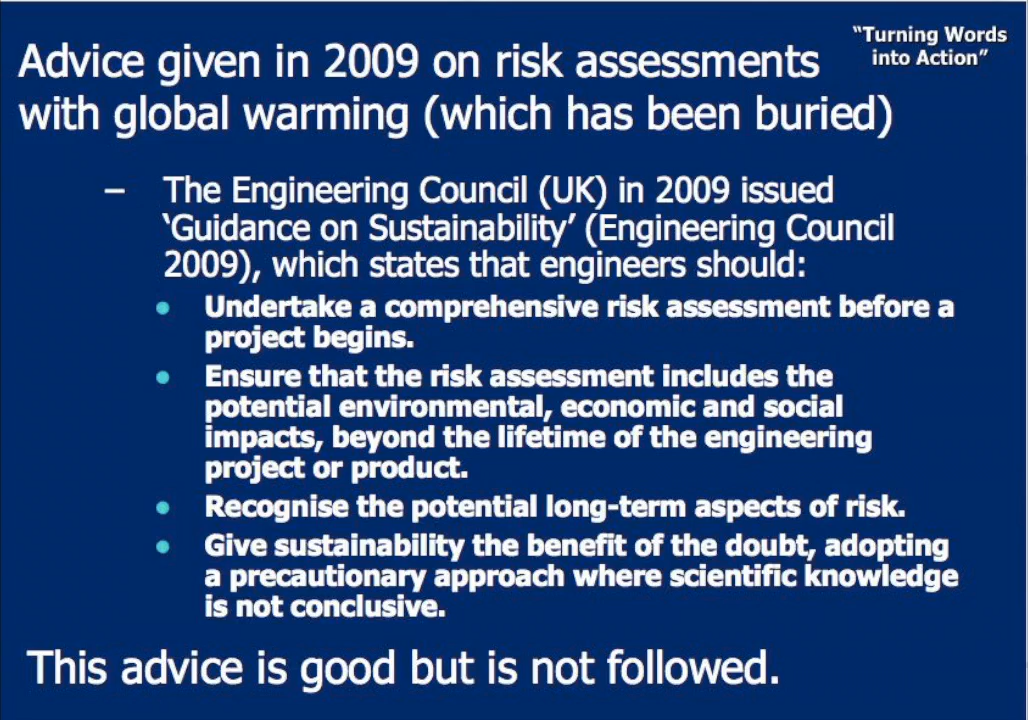 "Turning Words
into Action"
Advice given in 2009 on risk assessments
with global warming (which has been buried)
– The Engineering Council (UK) in 2009 issued
‘Guidance on Sustainability’ (Engineering Council
2009), which states that engineers should:
• Undertake a comprehensive risk assessment before a
project begins.
• Ensure that the risk assessment includes the
potential environmental, economic and social
impacts, beyond the lifetime of the engineering
project or product.
• Recognise the potential long-term aspects of risk.
• Give sustainability the benefit of the doubt, adopting
a precautionary approach where scientific knowledge
is not conclusive.
This advice is good but is not followed.